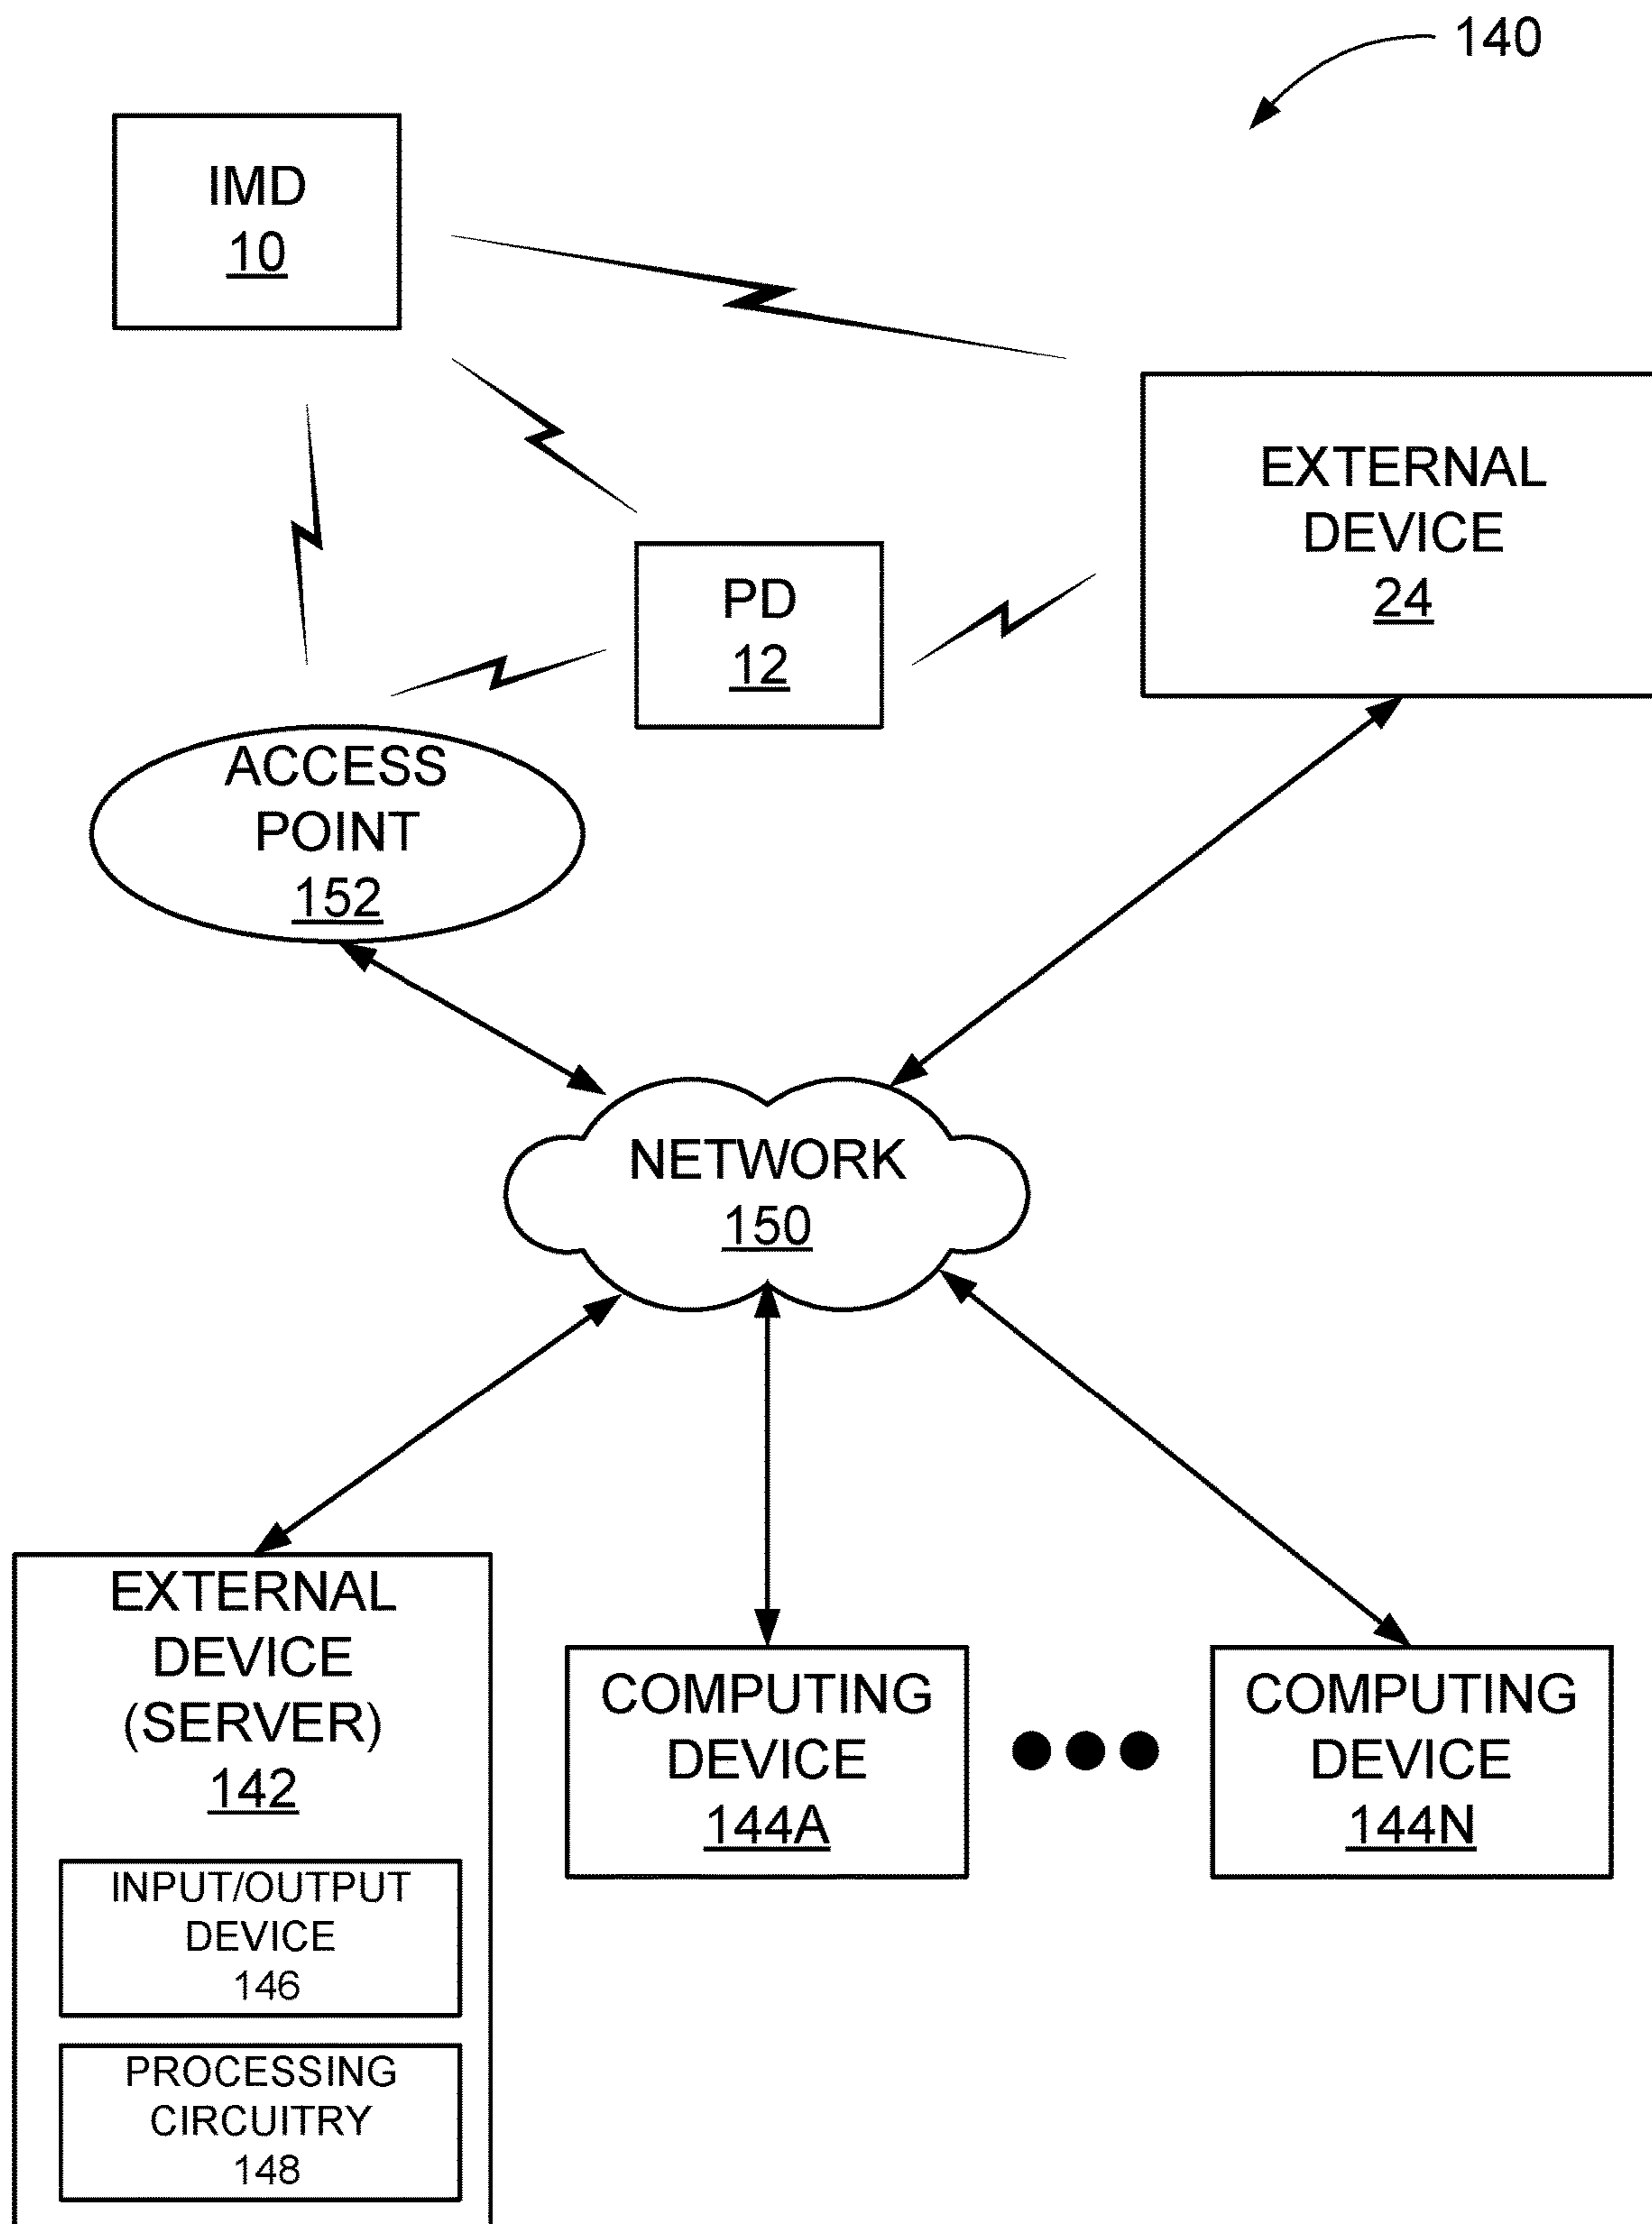 140
IMD
10
EXTERNAL
DEVICE
24
PD
12
ACCESS
POINT
152
NETWORK
150
EXTERNAL
DEVICE
(SERVER)
142
INPUT/OUTPUT
DEVICE
146
PROCESSING
CIRCUITRY
148
COMPUTING
DEVICE
144A
COMPUTING
DEVICE
144N